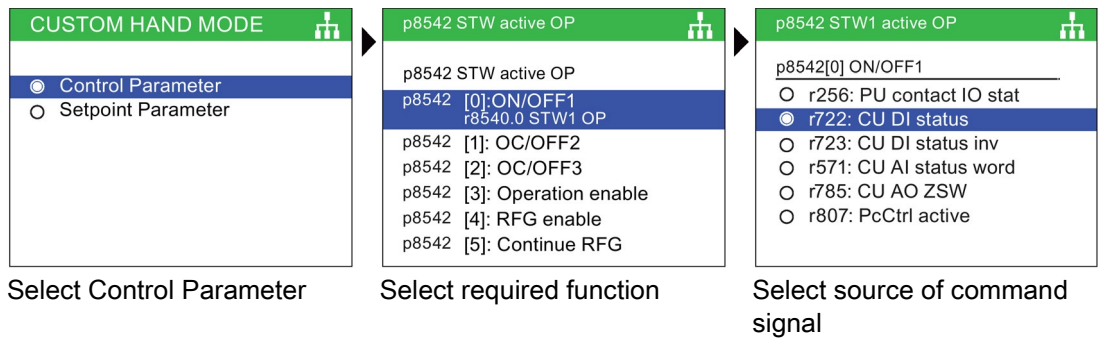 CUSTOM HAND MODE
Control Parameter
Setpoint Parameter
Select Control Parameter
p8542 STW active OP
p8542 STW active OP
p8542 [0]:ON/OFF1
r8540.0 STW1 OP
p8542 [1]: OC/OFF2
p8542 [2]: OC/OFF3
p8542 [3]: Operation enable
p8542 [4]: RFG enable
p8542 [5]: Continue RFG
Select required function
p8542 STW1 active OP
p8542[0] ON/OFF1
r256: PU contact IO stat
r722: CU DI status
r723: CU DI status inv
r571: CU AI status word
r785: CU AO ZSW
r807: PcCtrl active
Select source of command
signal